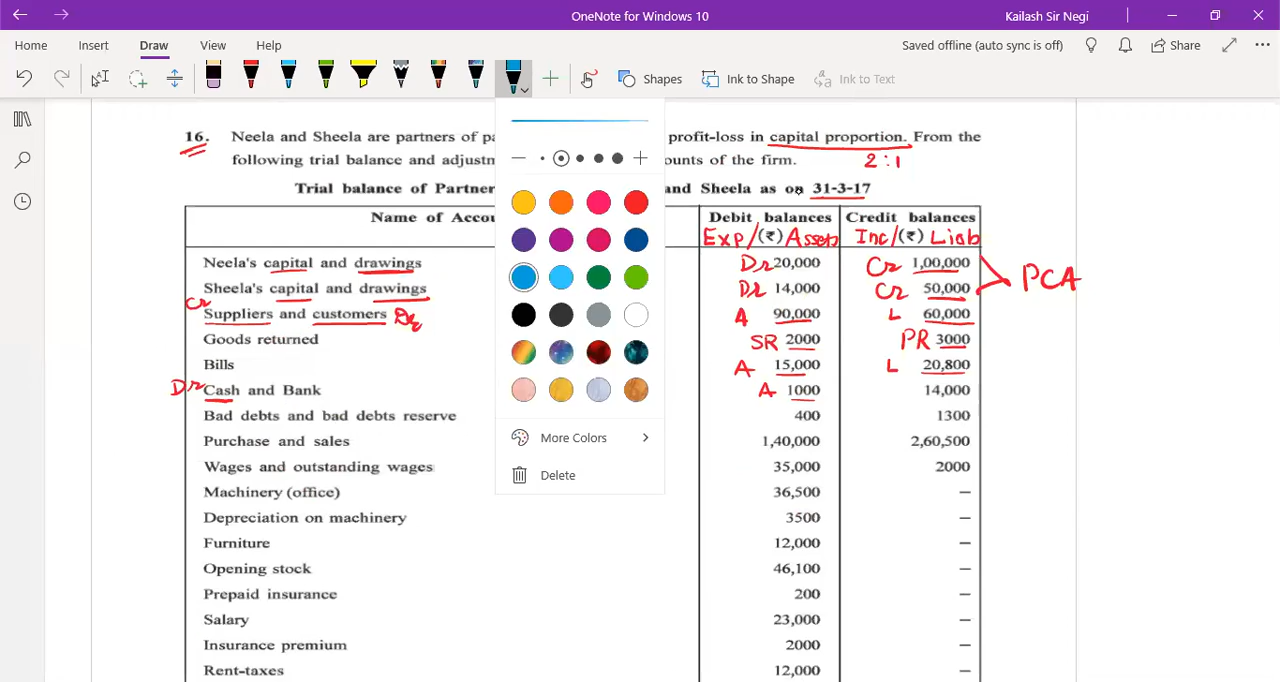 OneNote for Windows 10
Kailash Sir Negi
Home Insert Draw View Help
Saved offline (auto sync is off) Share
Shapes Ink to Shape Ink to Text
16. Neela and Sheela are partners of pa profit-loss in capital proportion. From the
following trial balance and adjustm ounts of the firm. 2:1
Trial balance of Partner and Sheela as on 31-3-17
Name of Accou Debit balances Credit balances
Exp/(₹) Assets Inc/(₹) Liab
Neela's capital and drawings Dr 20,000 Cr 1,00,000
PCA
Sheela's capital and drawings Dr 14,000 Cr 50,000
Cr Suppliers and customers Dr A 90,000 L 60,000
Goods returned SR 2000 PR 3000
Bills A 15,000 L 20,800
Dr Cash and Bank A 1000 14,000
Bad debts and bad debts reserve 400 1300
Purchase and sales 1,40,000 2,60,500
Wages and outstanding wages 35,000 2000
Machinery (office) 36,500 –
Depreciation on machinery 3500 –
Furniture 12,000 –
Opening stock 46,100 –
Prepaid insurance 200 –
Salary 23,000 –
Insurance premium 2000 –
Rent-taxes 12,000 –
More Colors
Delete